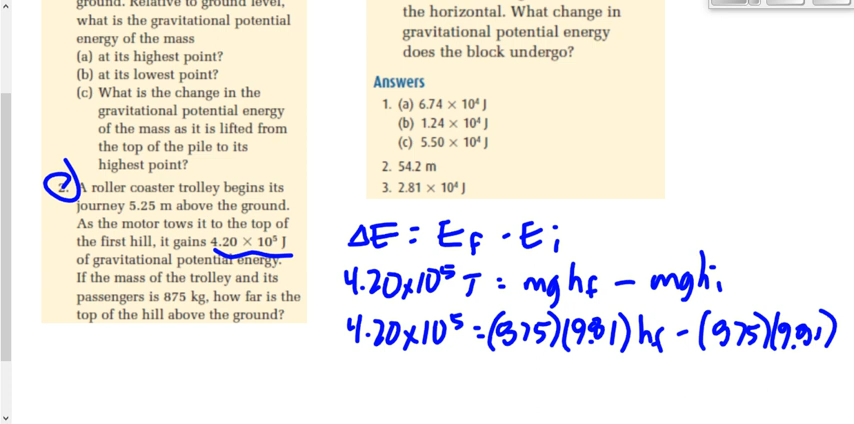 ground. Relative to ground level,
what is the gravitational potential
energy of the mass
(a) at its highest point?
(b) at its lowest point?
(c) What is the change in the
gravitational potential energy
of the mass as it is lifted from
the top of the pile to its
highest point?
2. A roller coaster trolley begins its
journey 5.25 m above the ground.
As the motor tows it to the top of
the first hill, it gains 4.20 × 10⁵ J
of gravitational potential energy.
If the mass of the trolley and its
passengers is 875 kg, how far is the
top of the hill above the ground?
the horizontal. What change in
gravitational potential energy
does the block undergo?
Answers
1. (a) 6.74 × 10⁴ J
(b) 1.24 × 10⁴ J
(c) 5.50 × 10⁴ J
2. 54.2 m
3. 2.81 × 10⁴ J
ΔE = Ef - Ei
4.20x10⁵ J = mghf - mghi
4.20x10⁵ = (875)(9.81)hf - (875)(9.81)